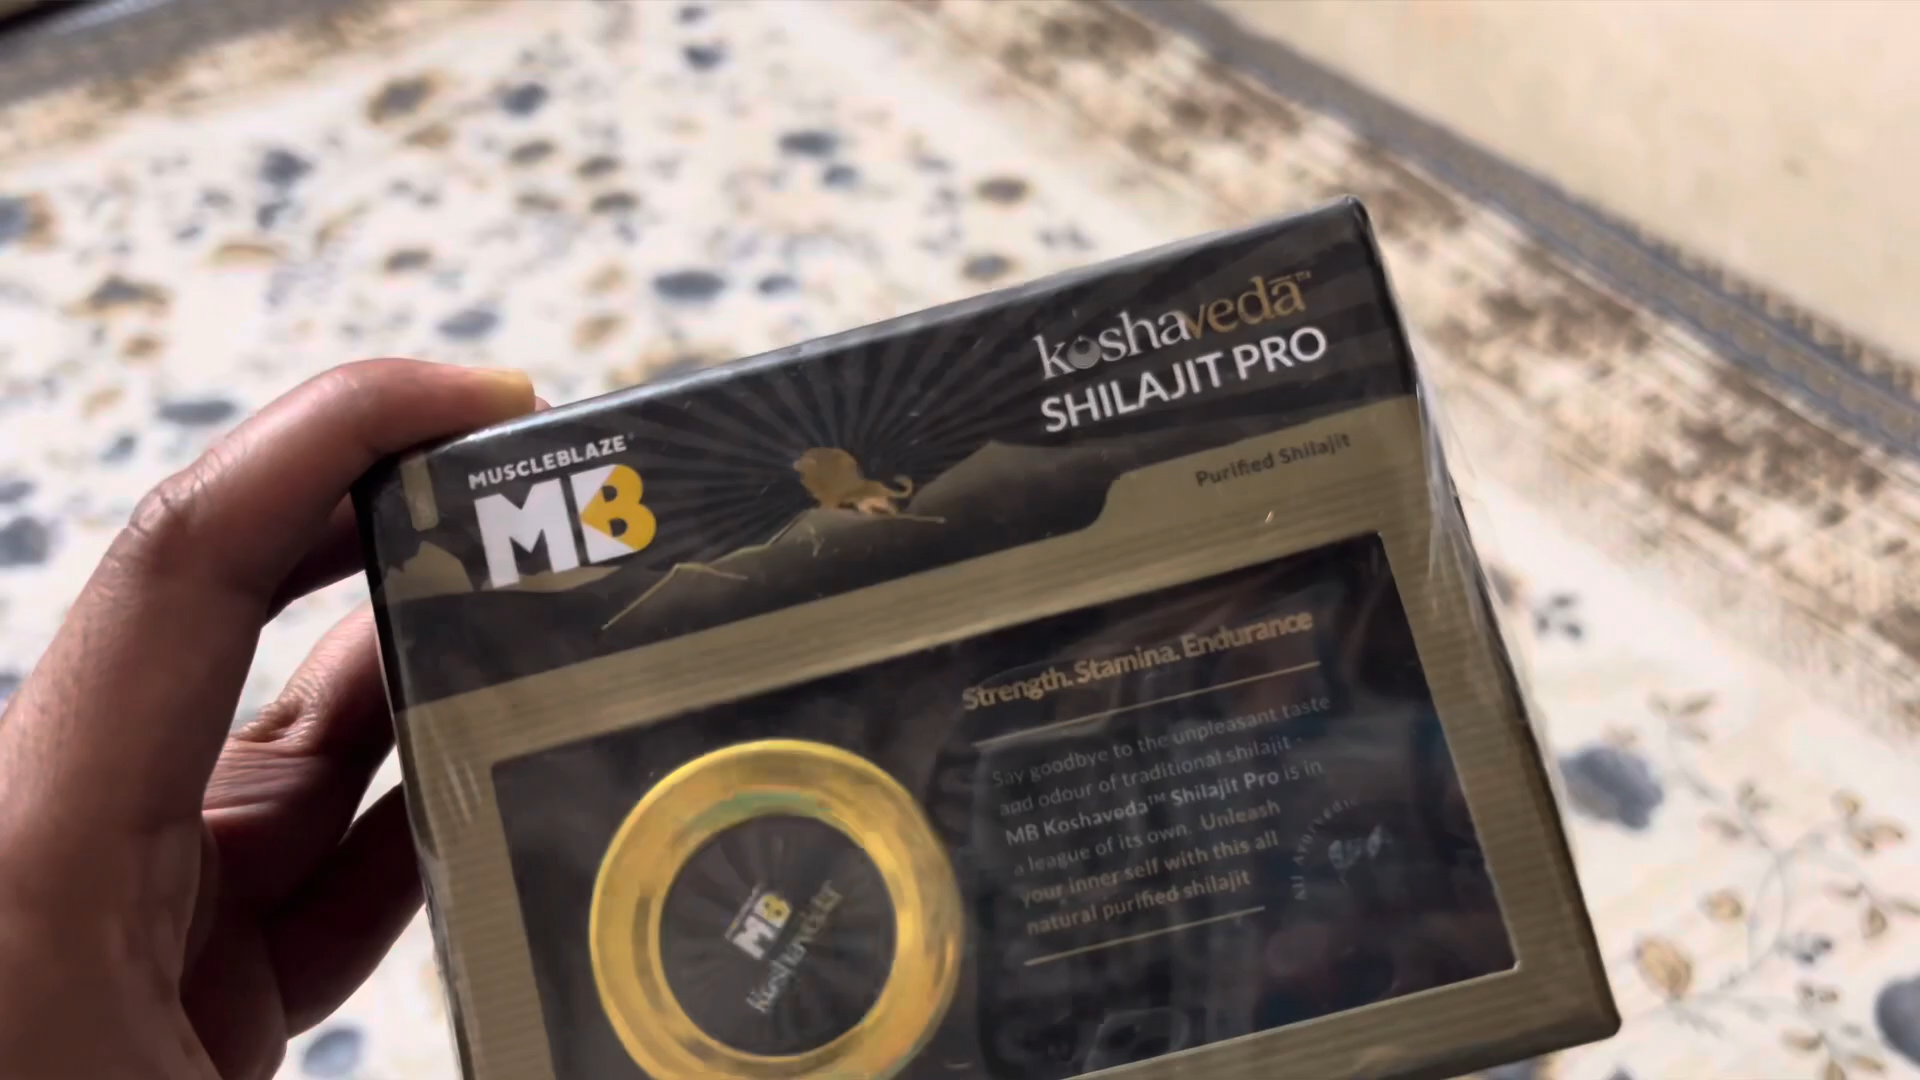 MUSCLEBLAZE®
MB
koshaveda™
SHILAJIT PRO
Purified Shilajit
Strength. Stamina. Endurance
Say goodbye to the unpleasant taste
and odour of traditional shilajit -
MB Koshaveda™ Shilajit Pro is in
a league of its own. Unleash
your inner self with this all
natural purified shilajit
MB
koshaveda